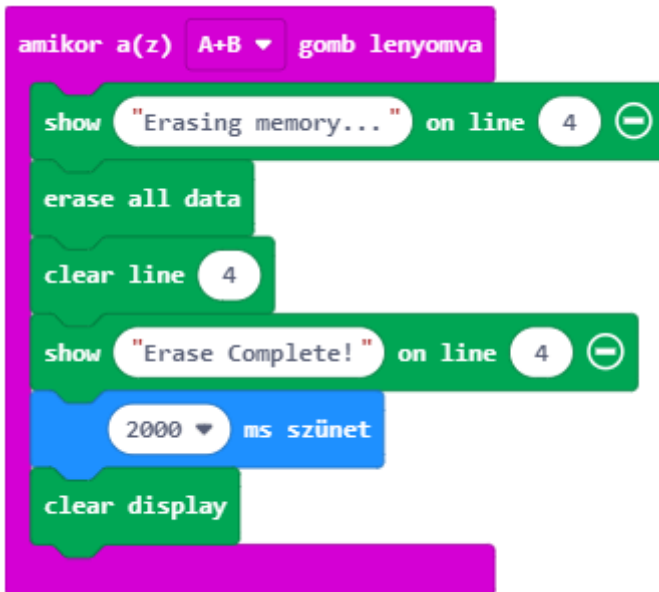 amikor a(z) A+B gomb lenyomva
show "Erasing memory..." on line 4
erase all data
clear line 4
show "Erase Complete!" on line 4
2000 ms szünet
clear display